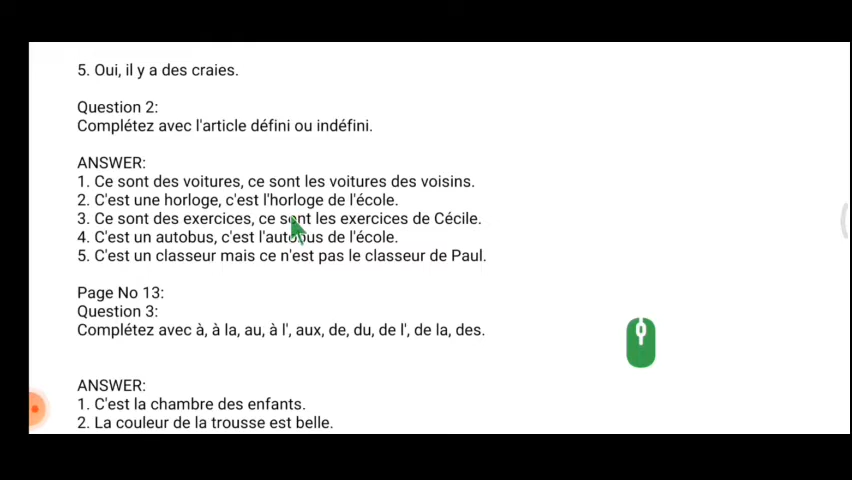 5. Oui, il y a des craies.
Question 2:
Complétez avec l'article défini ou indéfini.
ANSWER:
1. Ce sont des voitures, ce sont les voitures des voisins.
2. C'est une horloge, c'est l'horloge de l'école.
3. Ce sont des exercices, ce sont les exercices de Cécile.
4. C'est un autobus, c'est l'autobus de l'école.
5. C'est un classeur mais ce n'est pas le classeur de Paul.
Page No 13:
Question 3:
Complétez avec à, à la, au, à l', aux, de, du, de l', de la, des.
ANSWER:
1. C'est la chambre des enfants.
2. La couleur de la trousse est belle.